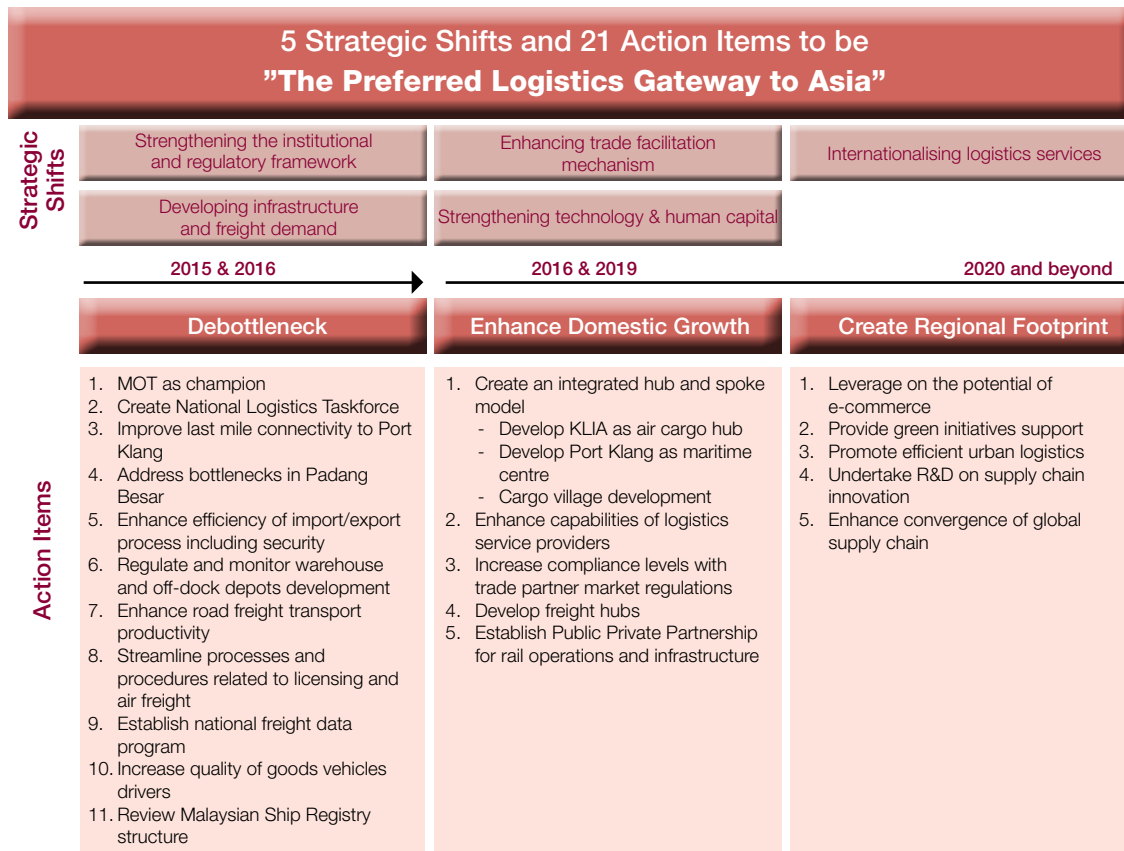 5 Strategic Shifts and 21 Action Items to be
”The Preferred Logistics Gateway to Asia”
Strategic
Shifts
Strengthening the institutional
and regulatory framework
Enhancing trade facilitation
mechanism
Internationalising logistics services
Developing infrastructure
and freight demand
Strengthening technology & human capital
2015 & 2016
2016 & 2019
2020 and beyond
Debottleneck
Enhance Domestic Growth
Create Regional Footprint
Action Items
1. MOT as champion
2. Create National Logistics Taskforce
3. Improve last mile connectivity to Port
Klang
4. Address bottlenecks in Padang
Besar
5. Enhance efficiency of import/export
process including security
6. Regulate and monitor warehouse
and off-dock depots development
7. Enhance road freight transport
productivity
8. Streamline processes and
procedures related to licensing and
air freight
9. Establish national freight data
program
10. Increase quality of goods vehicles
drivers
11. Review Malaysian Ship Registry
structure
1. Create an integrated hub and spoke
model
- Develop KLIA as air cargo hub
- Develop Port Klang as maritime
centre
- Cargo village development
2. Enhance capabilities of logistics
service providers
3. Increase compliance levels with
trade partner market regulations
4. Develop freight hubs
5. Establish Public Private Partnership
for rail operations and infrastructure
1. Leverage on the potential of
e-commerce
2. Provide green initiatives support
3. Promote efficient urban logistics
4. Undertake R&D on supply chain
innovation
5. Enhance convergence of global
supply chain